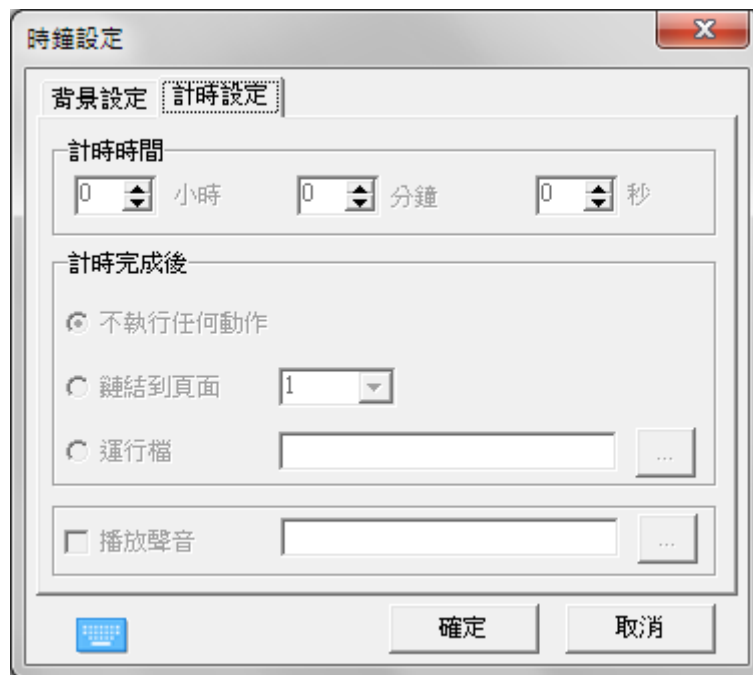 時鐘設定
背景設定 計時設定
計時時間
0 小時 0 分鐘 0 秒
計時完成後
不執行任何動作
鏈結到頁面 1
運行檔 ...
播放聲音 ...
確定 取消